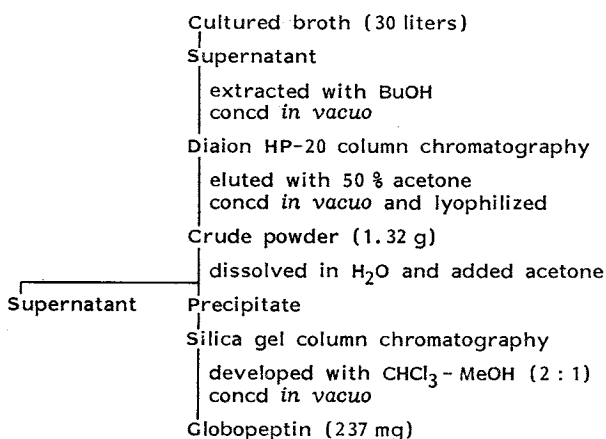 Cultured broth (30 liters)
Supernatant
extracted with BuOH
concd in vacuo
Diaion HP-20 column chromatography
eluted with 50 % acetone
concd in vacuo and lyophilized
Crude powder (1.32 g)
dissolved in H₂O and added acetone
Supernatant Precipitate
Silica gel column chromatography
developed with CHCl₃ - MeOH (2 : 1)
concd in vacuo
Globopeptin (237 mg)